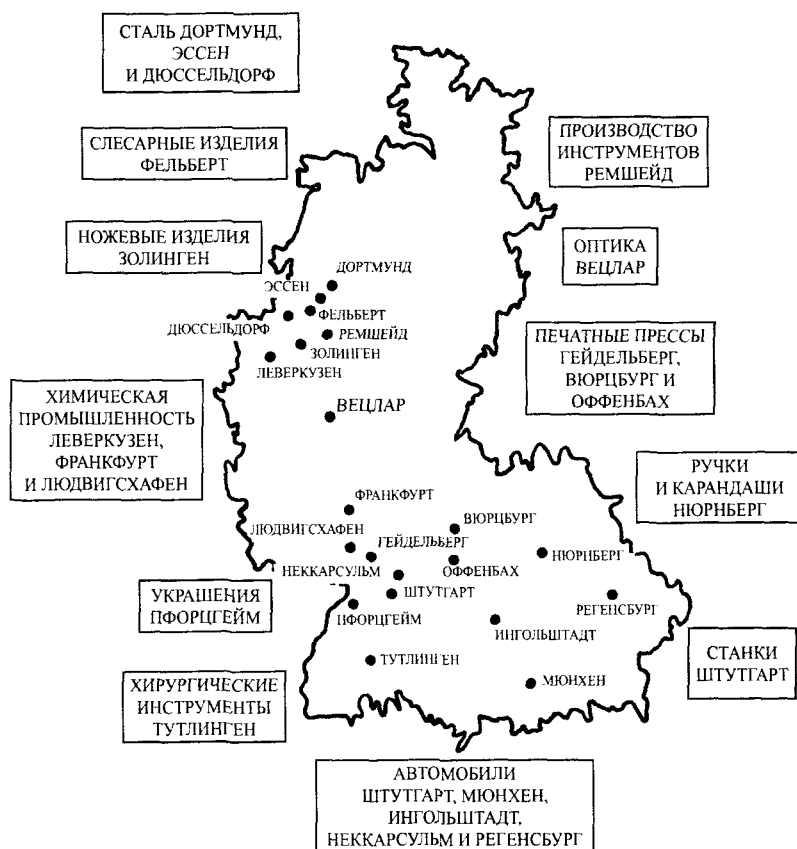 СТАЛЬ ДОРТМУНД,
ЭССЕН
И ДЮССЕЛЬДОРФ
СЛЕСАРНЫЕ ИЗДЕЛИЯ
ФЕЛЬБЕРТ
ПРОИЗВОДСТВО
ИНСТРУМЕНТОВ
РЕМШЕЙД
НОЖЕВЫЕ ИЗДЕЛИЯ
ЗОЛИНГЕН
ОПТИКА
ВЕЦЛАР
ДОРТМУНД
ЭССЕН
ФЕЛЬБЕРТ
ДЮССЕЛЬДОРФ
РЕМШЕЙД
ЗОЛИНГЕН
ЛЕВЕРКУЗЕН
ПЕЧАТНЫЕ ПРЕССЫ
ГЕЙДЕЛЬБЕРГ,
ВЮРЦБУРГ И
ОФФЕНБАХ
ХИМИЧЕСКАЯ
ПРОМЫШЛЕННОСТЬ
ЛЕВЕРКУЗЕН,
ФРАНКФУРТ
И ЛЮДВИГСХАФЕН
ВЕЦЛАР
РУЧКИ
И КАРАНДАШИ
НЮРНБЕРГ
ФРАНКФУРТ
ВЮРЦБУРГ
ЛЮДВИГСХАФЕН
ГЕЙДЕЛЬБЕРГ
НЮРНБЕРГ
НЕККАРСУЛЬМ
ОФФЕНБАХ
ШТУТГАРТ
РЕГЕНСБУРГ
ПФОРЦГЕЙМ
ИНГОЛЬШТАДТ
ТУТЛИНГЕН
МЮНХЕН
УКРАШЕНИЯ
ПФОРЦГЕЙМ
СТАНКИ
ШТУТГАРТ
ХИРУРГИЧЕСКИЕ
ИНСТРУМЕНТЫ
ТУТЛИНГЕН
АВТОМОБИЛИ
ШТУТГАРТ, МЮНХЕН,
ИНГОЛЬШТАДТ,
НЕККАРСУЛЬМ И РЕГЕНСБУРГ